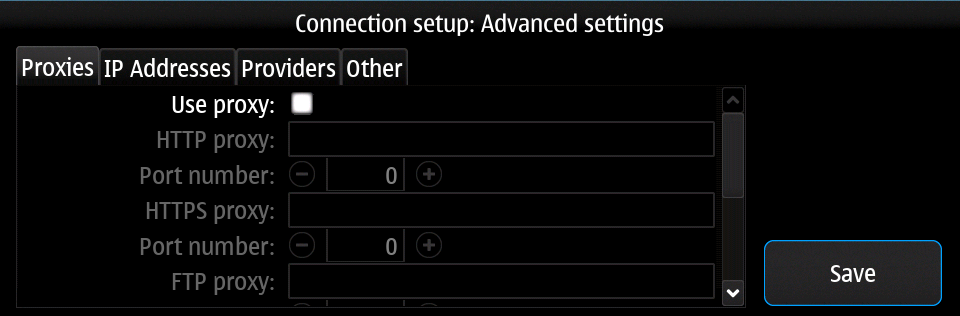 Connection setup: Advanced settings
Proxies IP Addresses Providers Other
Use proxy:
HTTP proxy:
Port number: 0
HTTPS proxy:
Port number: 0
FTP proxy:
Save